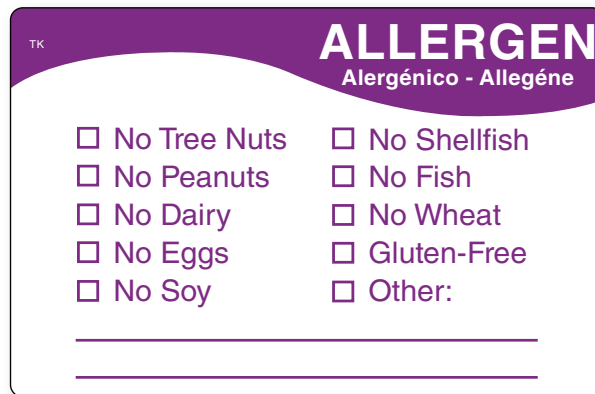 TK
ALLERGEN
Alergénico - Allegéne
No Tree Nuts
No Peanuts
No Dairy
No Eggs
No Soy
No Shellfish
No Fish
No Wheat
Gluten-Free
Other: